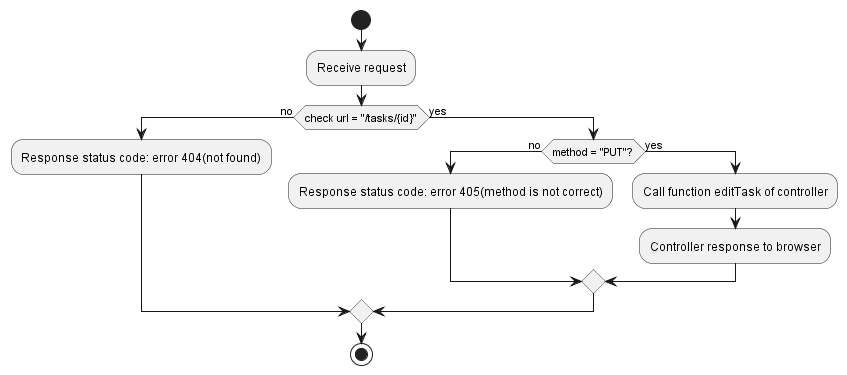 Receive request
no
check url = "/tasks/{id}"
yes
Response status code: error 404(not found)
no
method = "PUT"?
yes
Response status code: error 405(method is not correct)
Call function editTask of controller
Controller response to browser